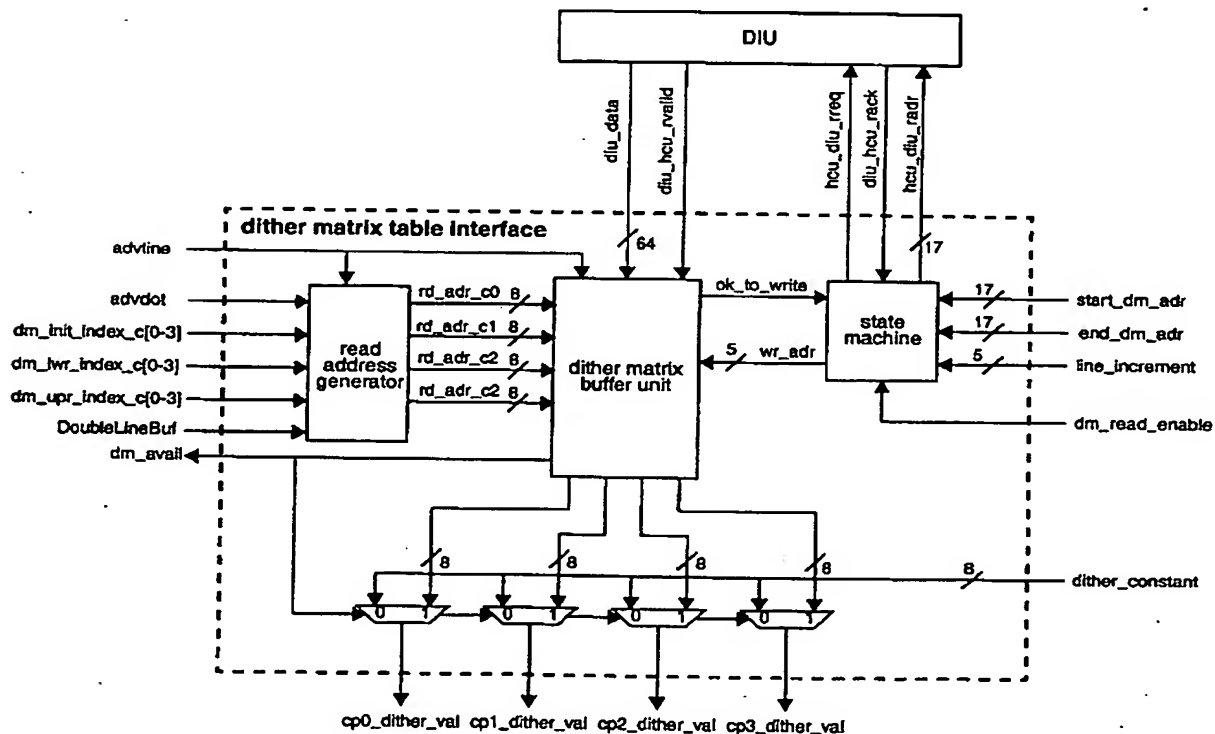 DIU
diu_data
diu_hcu_rvalid
hcu_diu_rreq
diu_hcu_rack
hcu_diu_radr
dither matrix table interface
64
17
advline
advdot
dm_init_index_c[0-3]
dm_lwr_index_c[0-3]
dm_upr_index_c[0-3]
DoubleLineBuf
dm_avail
read
address
generator
rd_adr_c0 8
rd_adr_c1 8
rd_adr_c2 8
rd_adr_c2 8
dither matrix
buffer unit
ok_to_write
5 wr_adr
state
machine
17 start_dm_adr
17 end_dm_adr
5 line_increment
dm_read_enable
8 8 8 8
8 dither_constant
0 1 0 1 0 1 0 1
cp0_dither_val cp1_dither_val cp2_dither_val cp3_dither_val